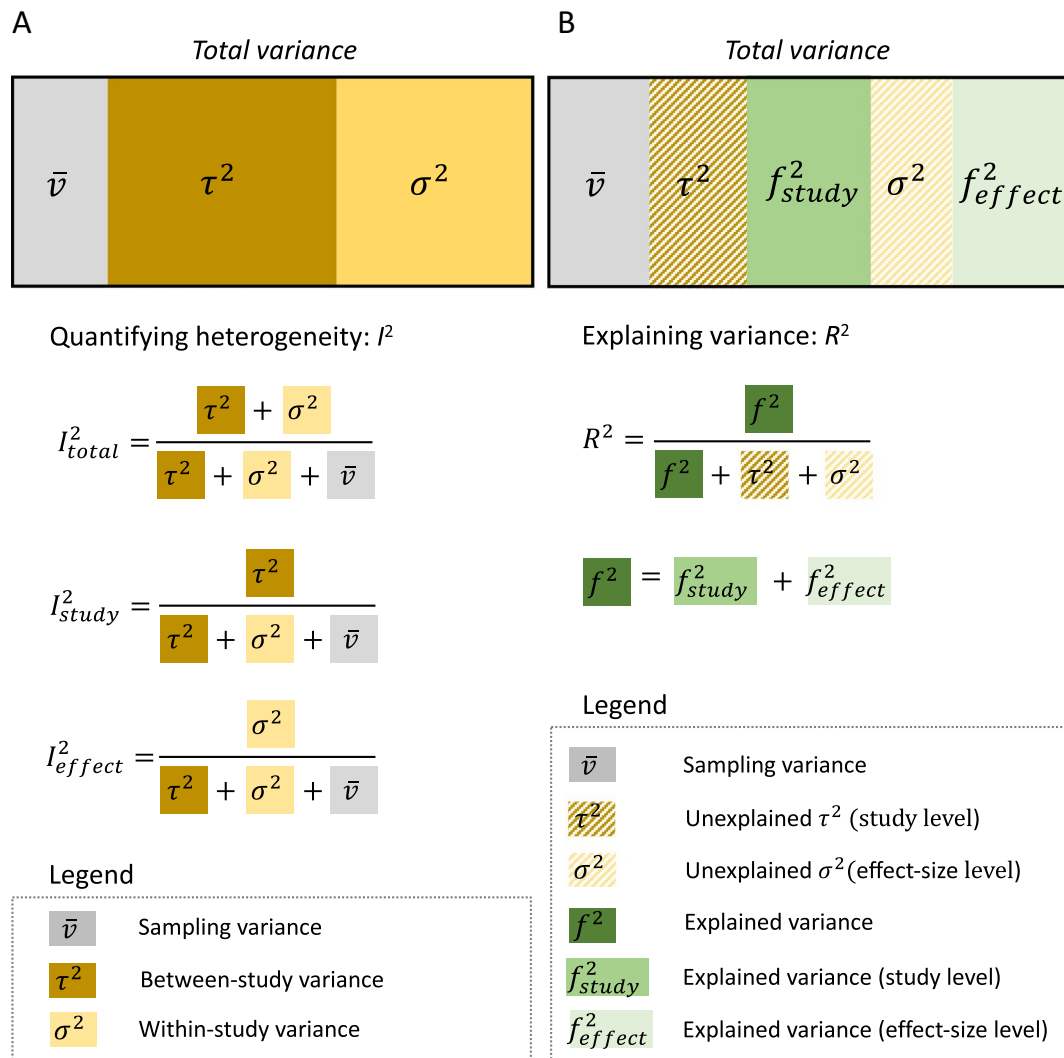 A
Total variance
v̄
τ²
σ²
Quantifying heterogeneity: I²
I²total = τ² + σ² / τ² + σ² + v̄
I²study = τ² / τ² + σ² + v̄
I²effect = σ² / τ² + σ² + v̄
Legend
v̄ Sampling variance
τ² Between-study variance
σ² Within-study variance
B
Total variance
v̄
τ²
f²study
σ²
f²effect
Explaining variance: R²
R² = f² / f² + τ² + σ²
f² = f²study + f²effect
Legend
v̄ Sampling variance
τ² Unexplained τ² (study level)
σ² Unexplained σ²(effect-size level)
f² Explained variance
f²study Explained variance (study level)
f²effect Explained variance (effect-size level)